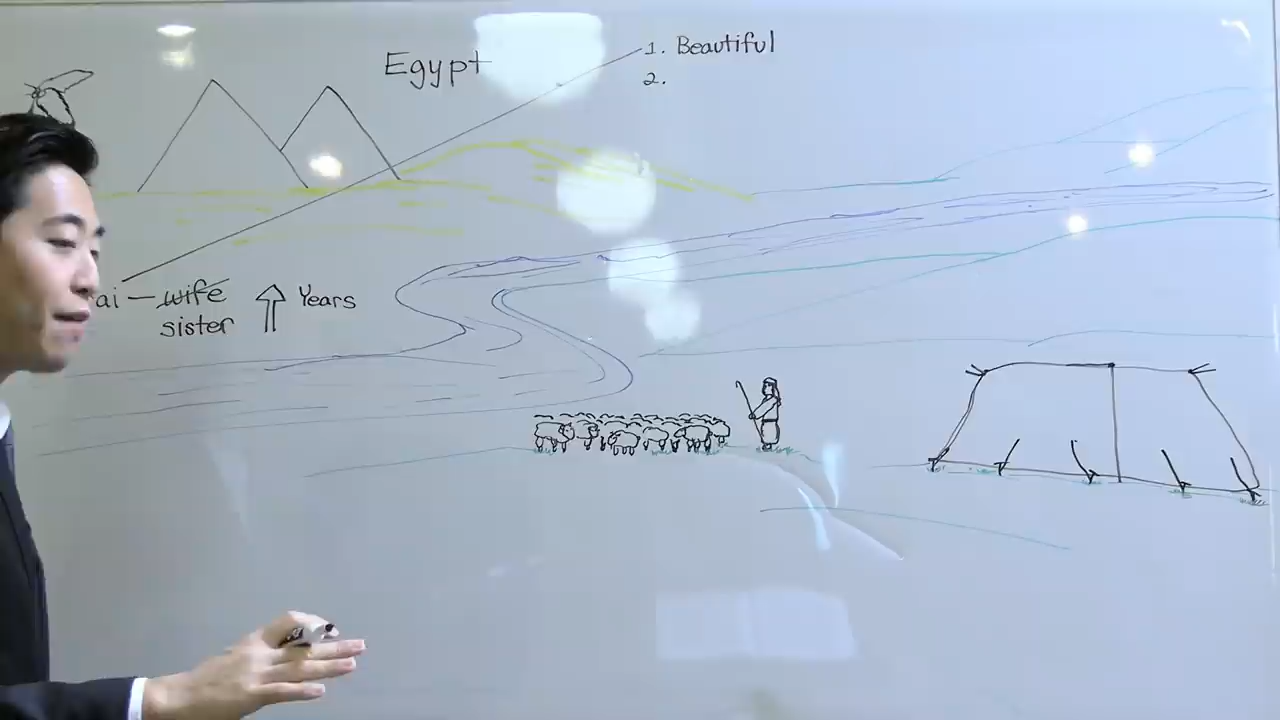 Egypt
1. Beautiful
2.
ai — wife
sister
Years